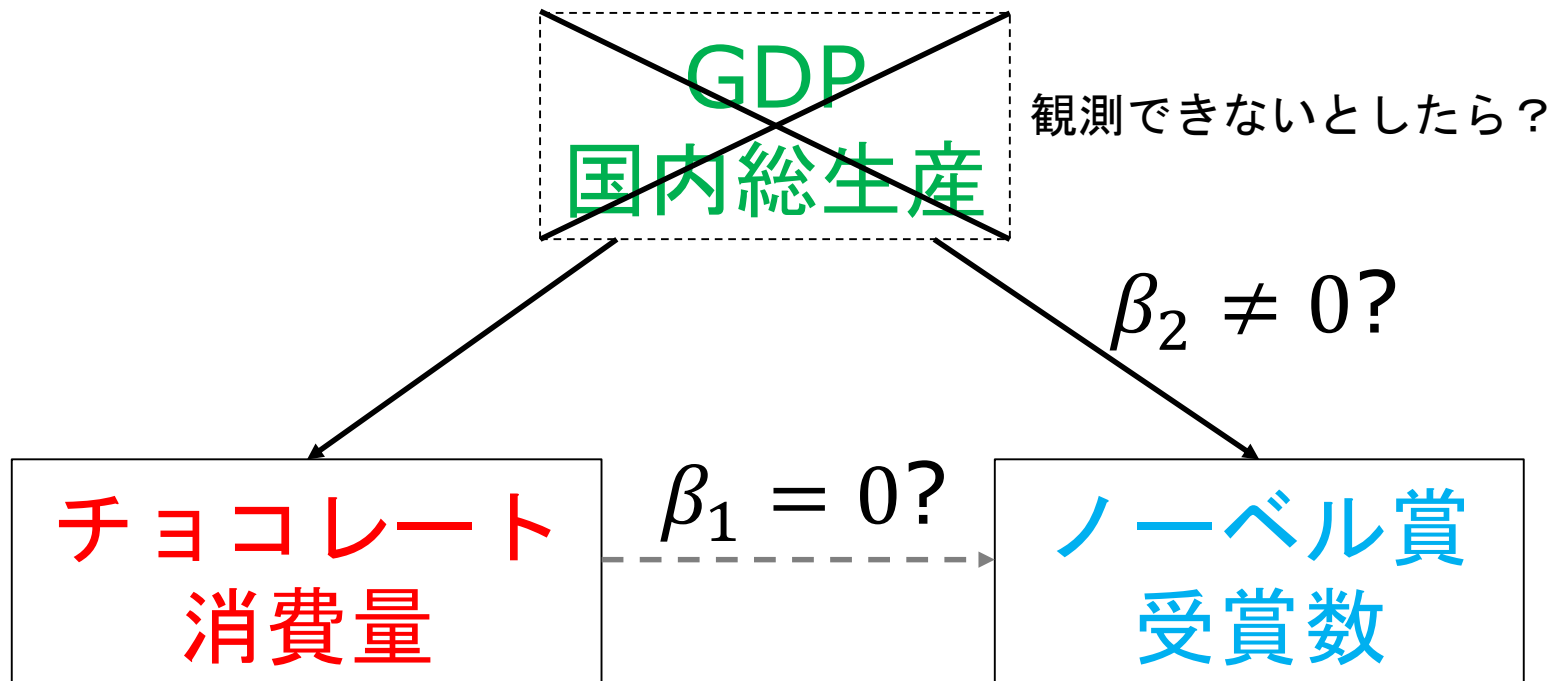 GDP
国内総生産
観測できないとしたら？
β₂ ≠ 0?
β₁ = 0?
チョコレート
消費量
ノーベル賞
受賞数